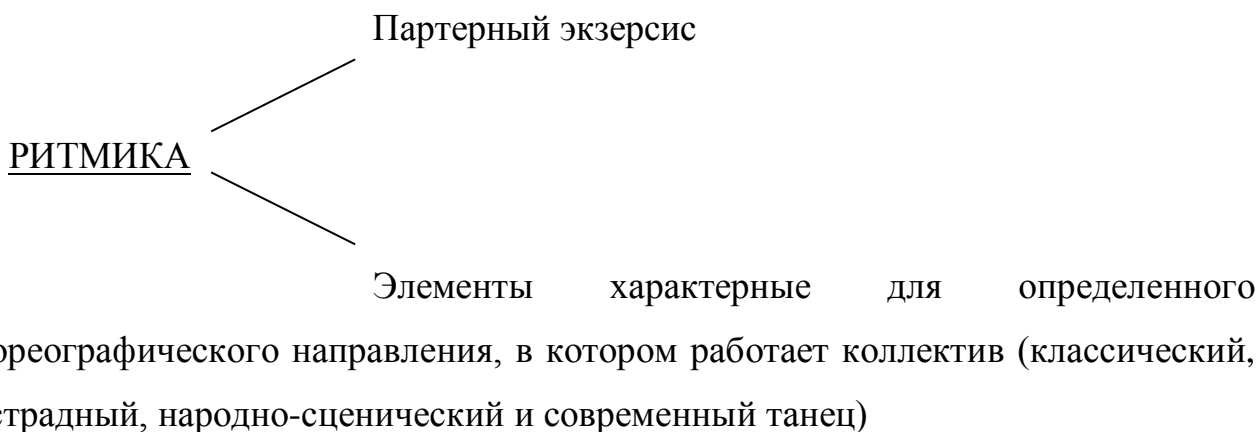 Партерный экзерсис
РИТМИКА
Элементы характерные для определенного
ореографического направления, в котором работает коллектив (классический,
страдный, народно-сценический и современный танец)